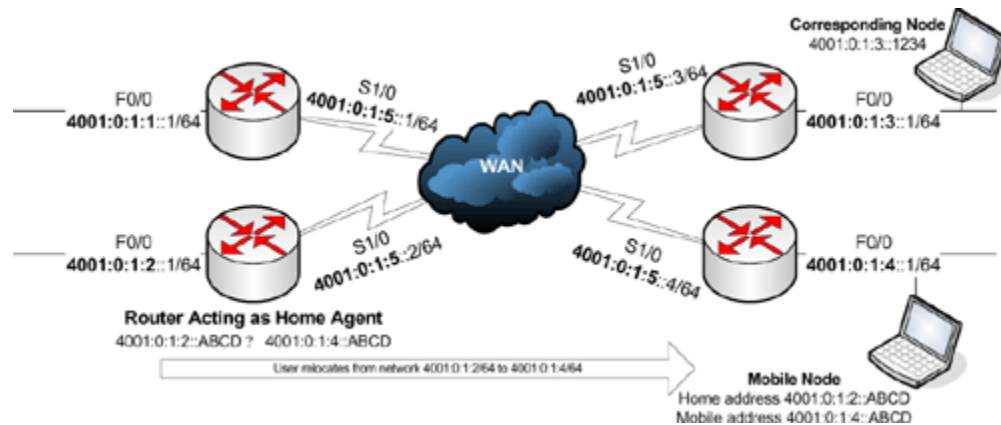 Corresponding Node
4001:0:1:3::1234
F0/0
4001:0:1:1::1/64
S1/0
4001:0:1:5::1/64
S1/0
4001:0:1:5::3/64
F0/0
4001:0:1:3::1/64
WAN
F0/0
4001:0:1:2::1/64
S1/0
4001:0:1:5::2/64
S1/0
4001:0:1:5::4/64
F0/0
4001:0:1:4::1/64
Router Acting as Home Agent
4001:0:1:2::ABCD ? 4001:0:1:4::ABCD
User relocates from network 4001:0:1:2/64 to 4001:0:1:4/64
Mobile Node
Home address 4001:0:1:2::ABCD
Mobile address 4001:0:1:4::ABCD